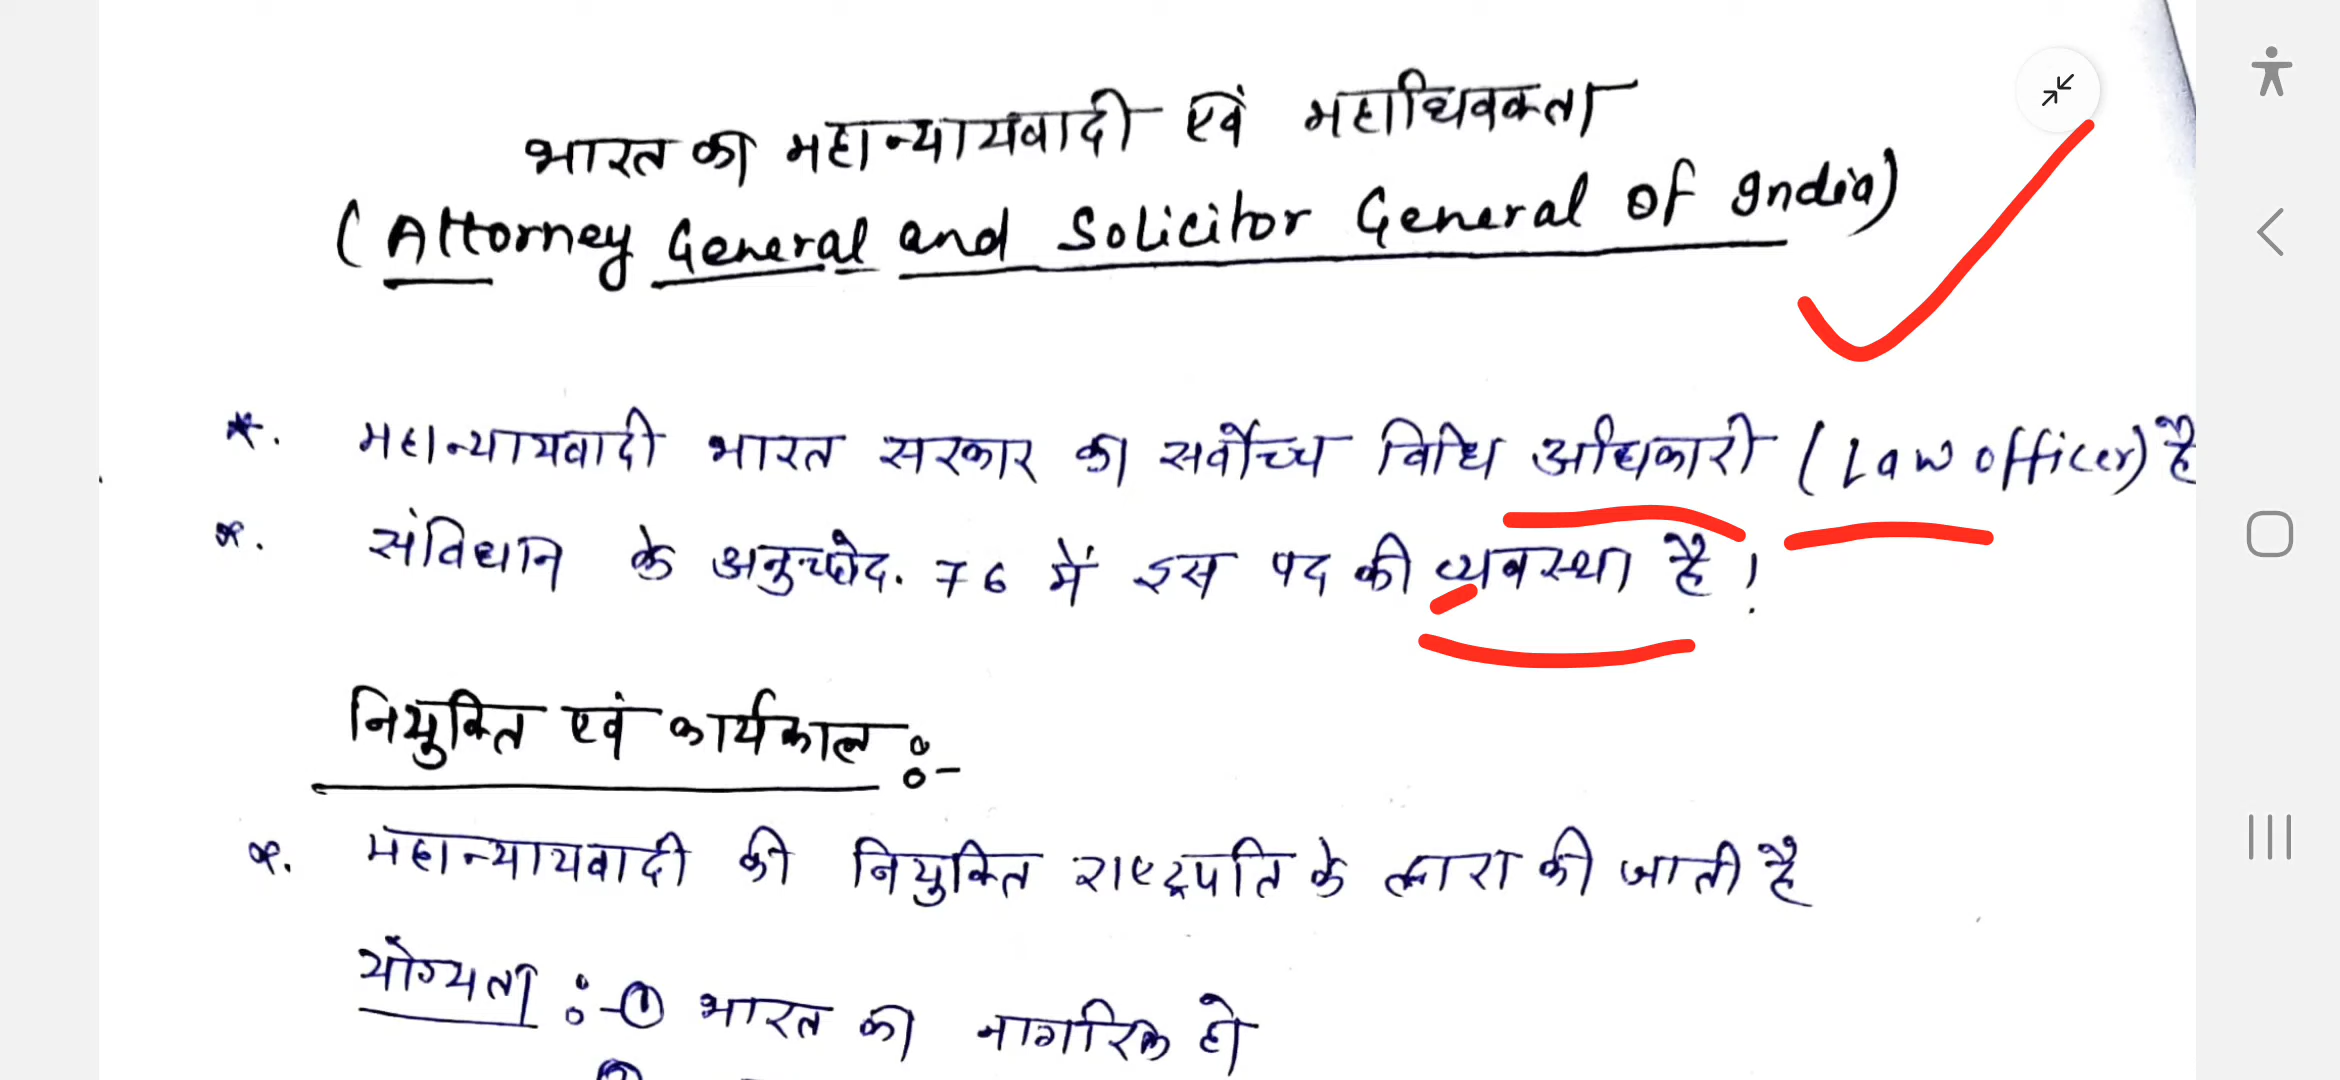 भारत का महान्यायवादी एवं महाधिवक्ता
(Attorney General and Solicitor General of India)
*. महान्यायवादी भारत सरकार का सर्वोच्च विधि अधिकारी (Law officer) है
*. संविधान के अनुच्छेद. 76 में इस पद की व्यवस्था है!
नियुक्ति एवं कार्यकाल :-
*. महान्यायवादी की नियुक्ति राष्ट्रपति के द्वारा की जाती है
योग्यता :- ① भारत का नागरिक हो